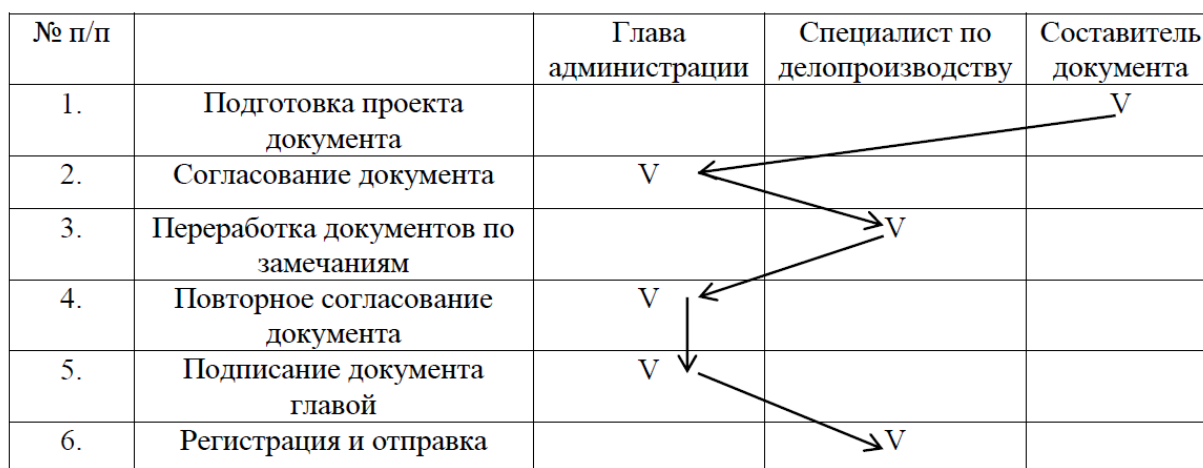 № п/п Глава Специалист по Составитель
администрации делопроизводству документа
1. Подготовка проекта V
документа
2. Согласование документа V
3. Переработка документов по V
замечаниям
4. Повторное согласование V
документа
5. Подписание документа V
главой
6. Регистрация и отправка V